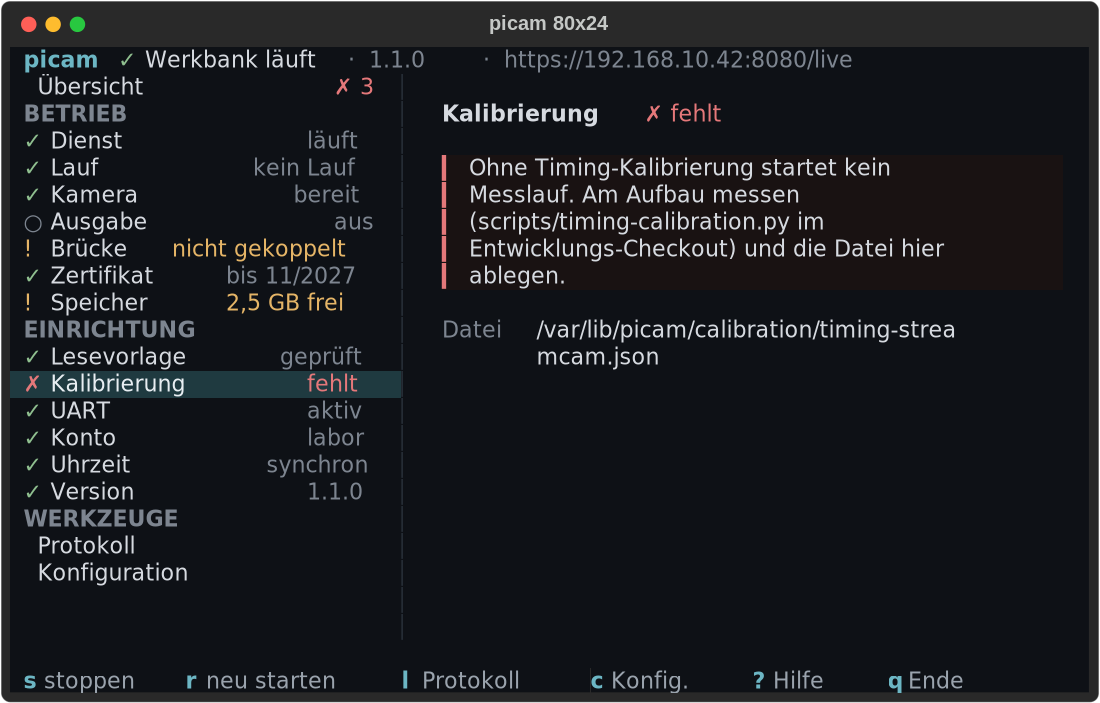 picam 80x24
picam ✓ Werkbank läuft · 1.1.0 · https://192.168.10.42:8080/live
Übersicht ✗ 3
BETRIEB
✓ Dienst läuft
✓ Lauf kein Lauf
✓ Kamera bereit
○ Ausgabe aus
! Brücke nicht gekoppelt
✓ Zertifikat bis 11/2027
! Speicher 2,5 GB frei
EINRICHTUNG
✓ Lesevorlage geprüft
✗ Kalibrierung fehlt
✓ UART aktiv
✓ Konto labor
✓ Uhrzeit synchron
✓ Version 1.1.0
WERKZEUGE
Protokoll
Konfiguration
Kalibrierung ✗ fehlt
Ohne Timing-Kalibrierung startet kein
Messlauf. Am Aufbau messen
(scripts/timing-calibration.py im
Entwicklungs-Checkout) und die Datei hier
ablegen.
Datei /var/lib/picam/calibration/timing-strea
mcam.json
s stoppen r neu starten l Protokoll c Konfig. ? Hilfe q Ende